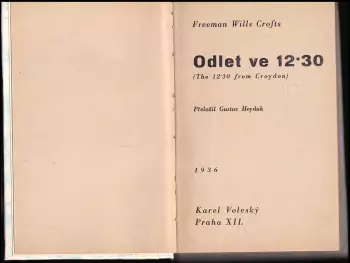 Freeman Wills Crofts
Odlet ve 12·30
(The 12·30 from Croydon)
Přeložil Gustav Heyduk
1936
Karel Voleský
Praha XII.